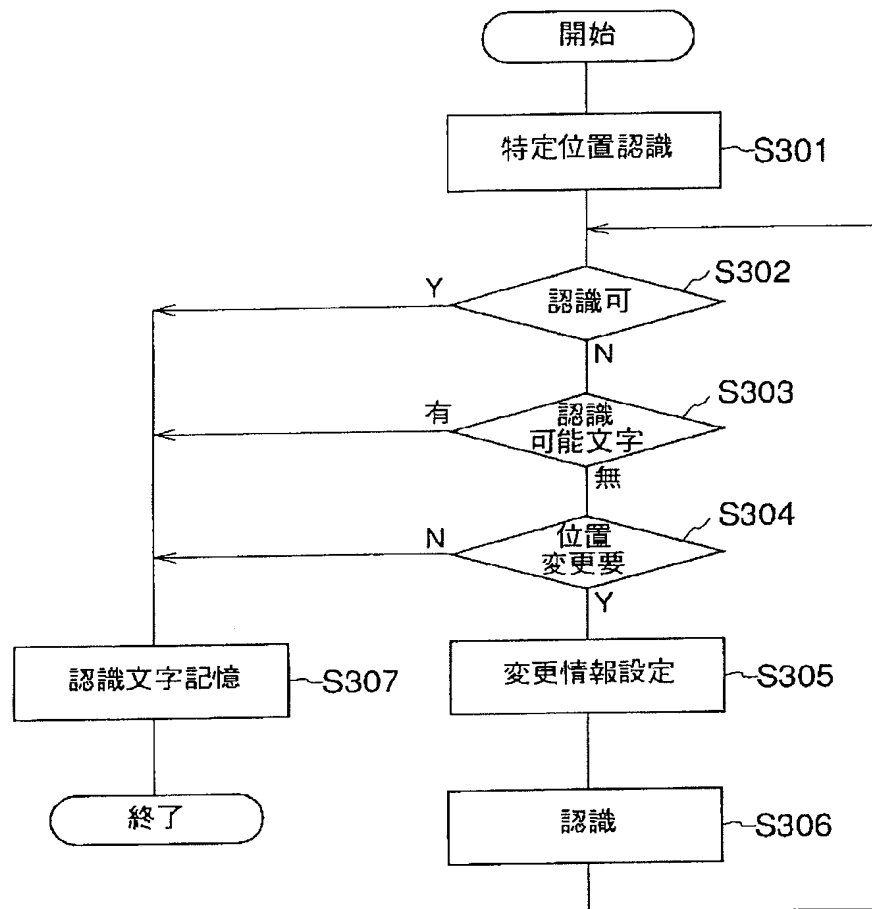 開始
特定位置認識
S301
S302
Y
認識可
N
S303
有
認識
可能文字
無
S304
N
位置
変更要
Y
認識文字記憶
S307
変更情報設定
S305
終了
認識
S306